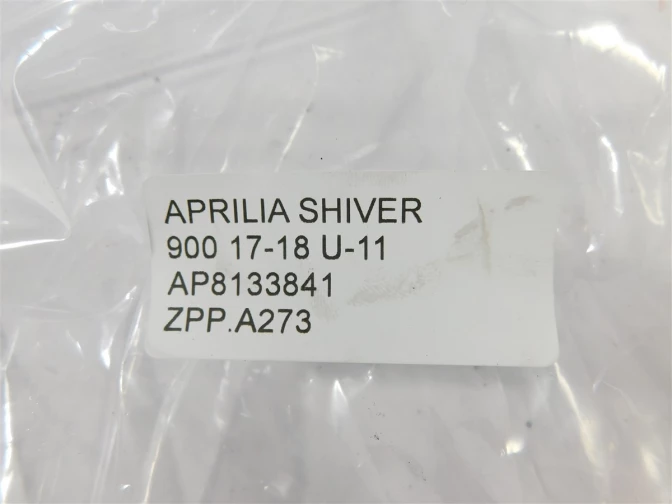 APRILIA SHIVER
900 17-18 U-11
AP8133841
ZPP.A273